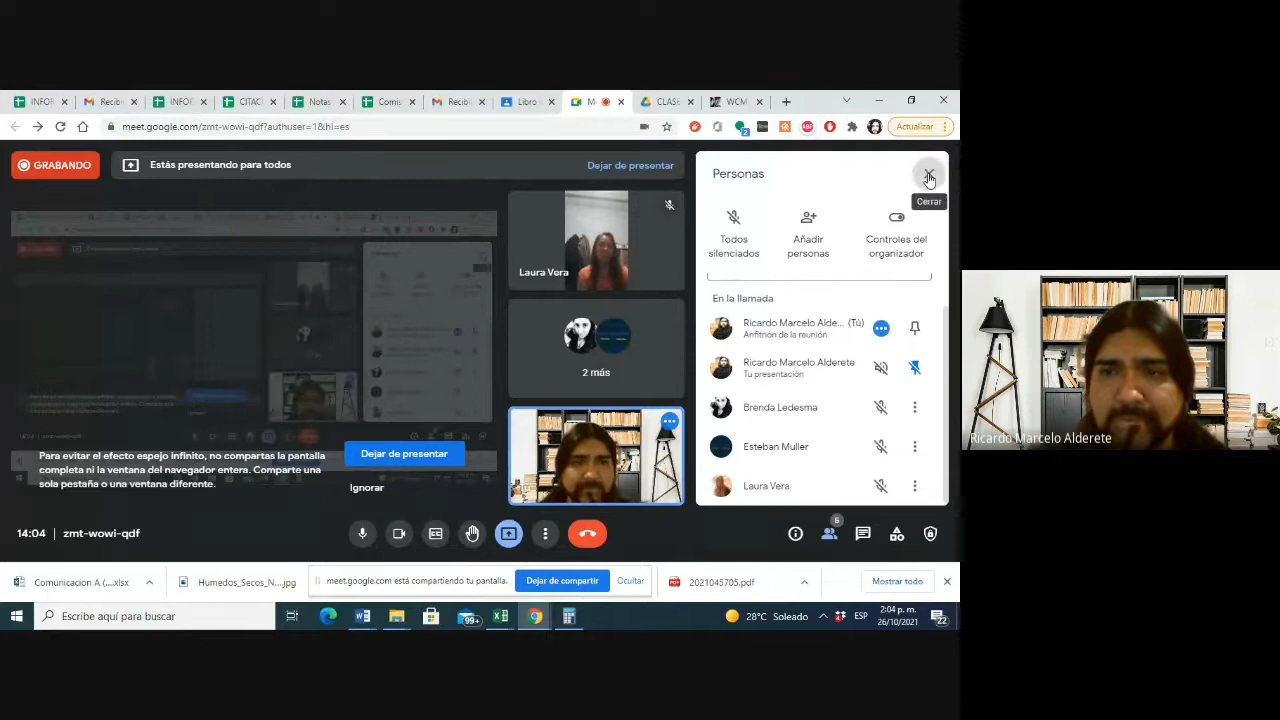 INFOR
Recib
INFOR
CITAC
Notas
Comis
Recib
Libro
M
CLASE
WCM
meet.google.com/zmt-wowi-qdf?authuser=1&hl=es
Actualizar
GRABANDO
Estás presentando para todos
Dejar de presentar
Personas
Cerrar
Todos silenciados
Añadir personas
Controles del organizador
Laura Vera
En la llamada
Ricardo Marcelo Alde... (Tú)
Anfitrión de la reunión
Ricardo Marcelo Alderete
Tu presentación
2 más
Brenda Ledesma
Esteban Muller
Laura Vera
Para evitar el efecto espejo infinito, no compartas la pantalla
completa ni la ventana del navegador entera. Comparte una
sola pestaña o una ventana diferente.
Dejar de presentar
Ignorar
14:04 | zmt-wowi-qdf
5
Comunicacion A (....xlsx
Humedos_Secos_N....jpg
meet.google.com está compartiendo tu pantalla.
Dejar de compartir
Ocultar
2021045705.pdf
Mostrar todo
Escribe aquí para buscar
99+
28°C Soleado
ESP
2:04 p. m.
26/10/2021
22
Ricardo Marcelo Alderete